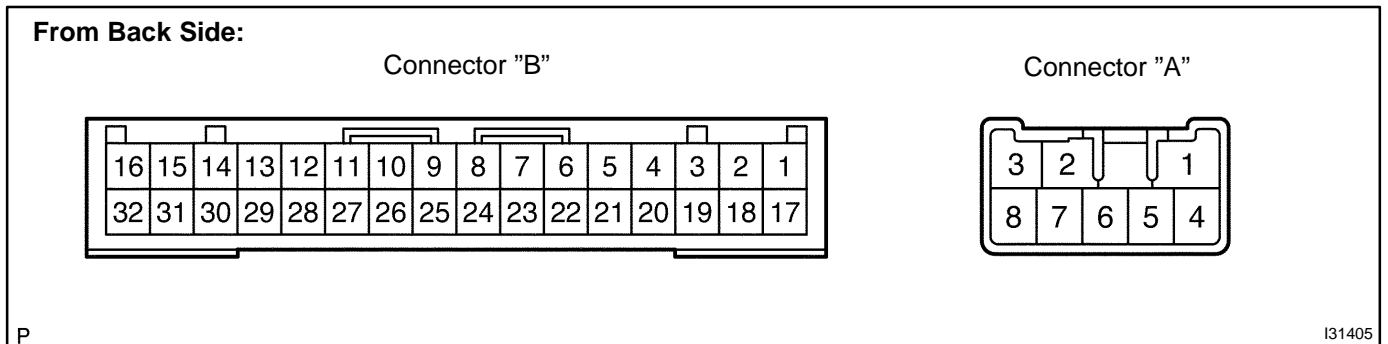 From Back Side:
Connector ”B”
Connector ”A”
16 15 14 13 12 11 10 9 8 7 6 5 4 3 2 1
32 31 30 29 28 27 26 25 24 23 22 21 20 19 18 17
3 2 1
8 7 6 5 4
P
I31405